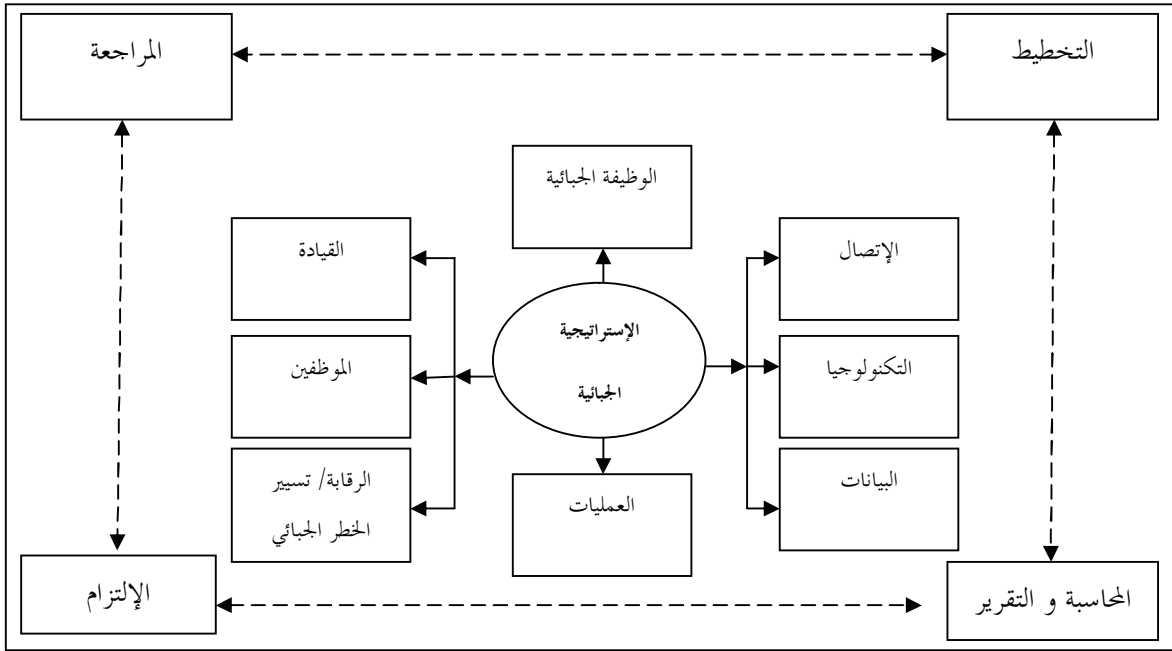 التخطيط
المراجعة
الوظيفة الجبائية
الإتصال
القيادة
الإستراتيجية
الجبائية
التكنولوجيا
الموظفين
البيانات
الرقابة/ تسيير
الخطر الجبائي
العمليات
المحاسبة و التقرير
الإلتزام